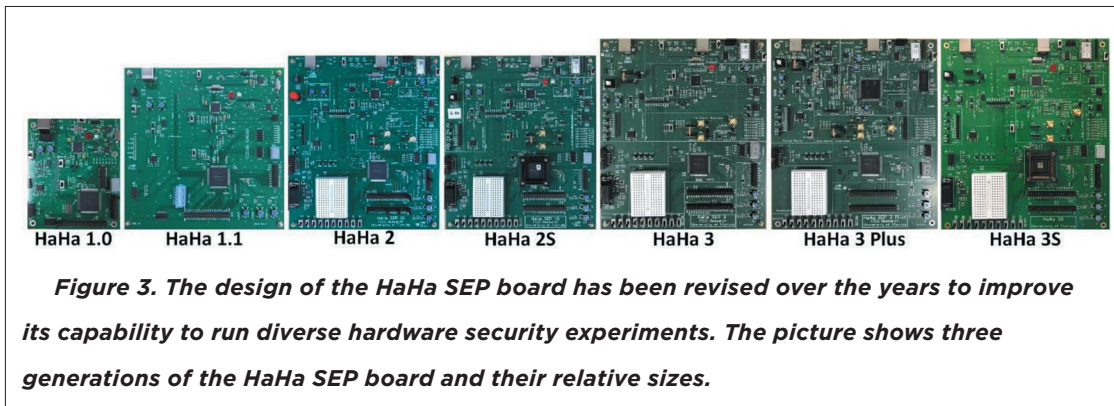 HaHa 1.0 HaHa 1.1 HaHa 2 HaHa 2S HaHa 3 HaHa 3 Plus HaHa 3S
Figure 3. The design of the HaHa SEP board has been revised over the years to improve
its capability to run diverse hardware security experiments. The picture shows three
generations of the HaHa SEP board and their relative sizes.